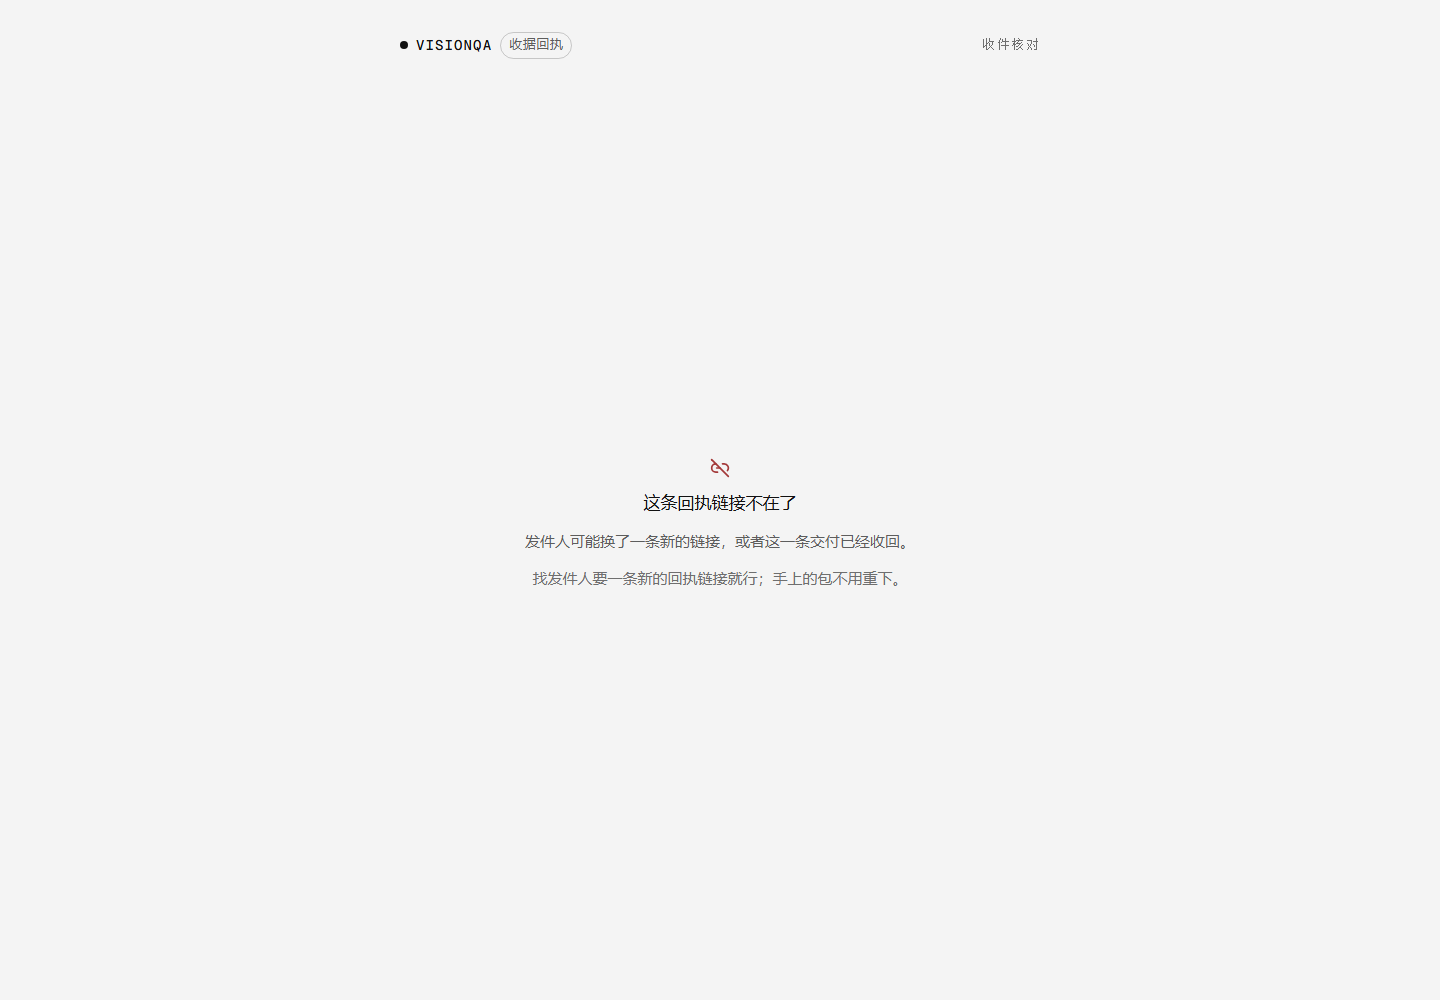 VISIONQA 收据回执 收件核对
这条回执链接不在了
发件人可能换了一条新的链接，或者这一条交付已经收回。
找发件人要一条新的回执链接就行；手上的包不用重下。